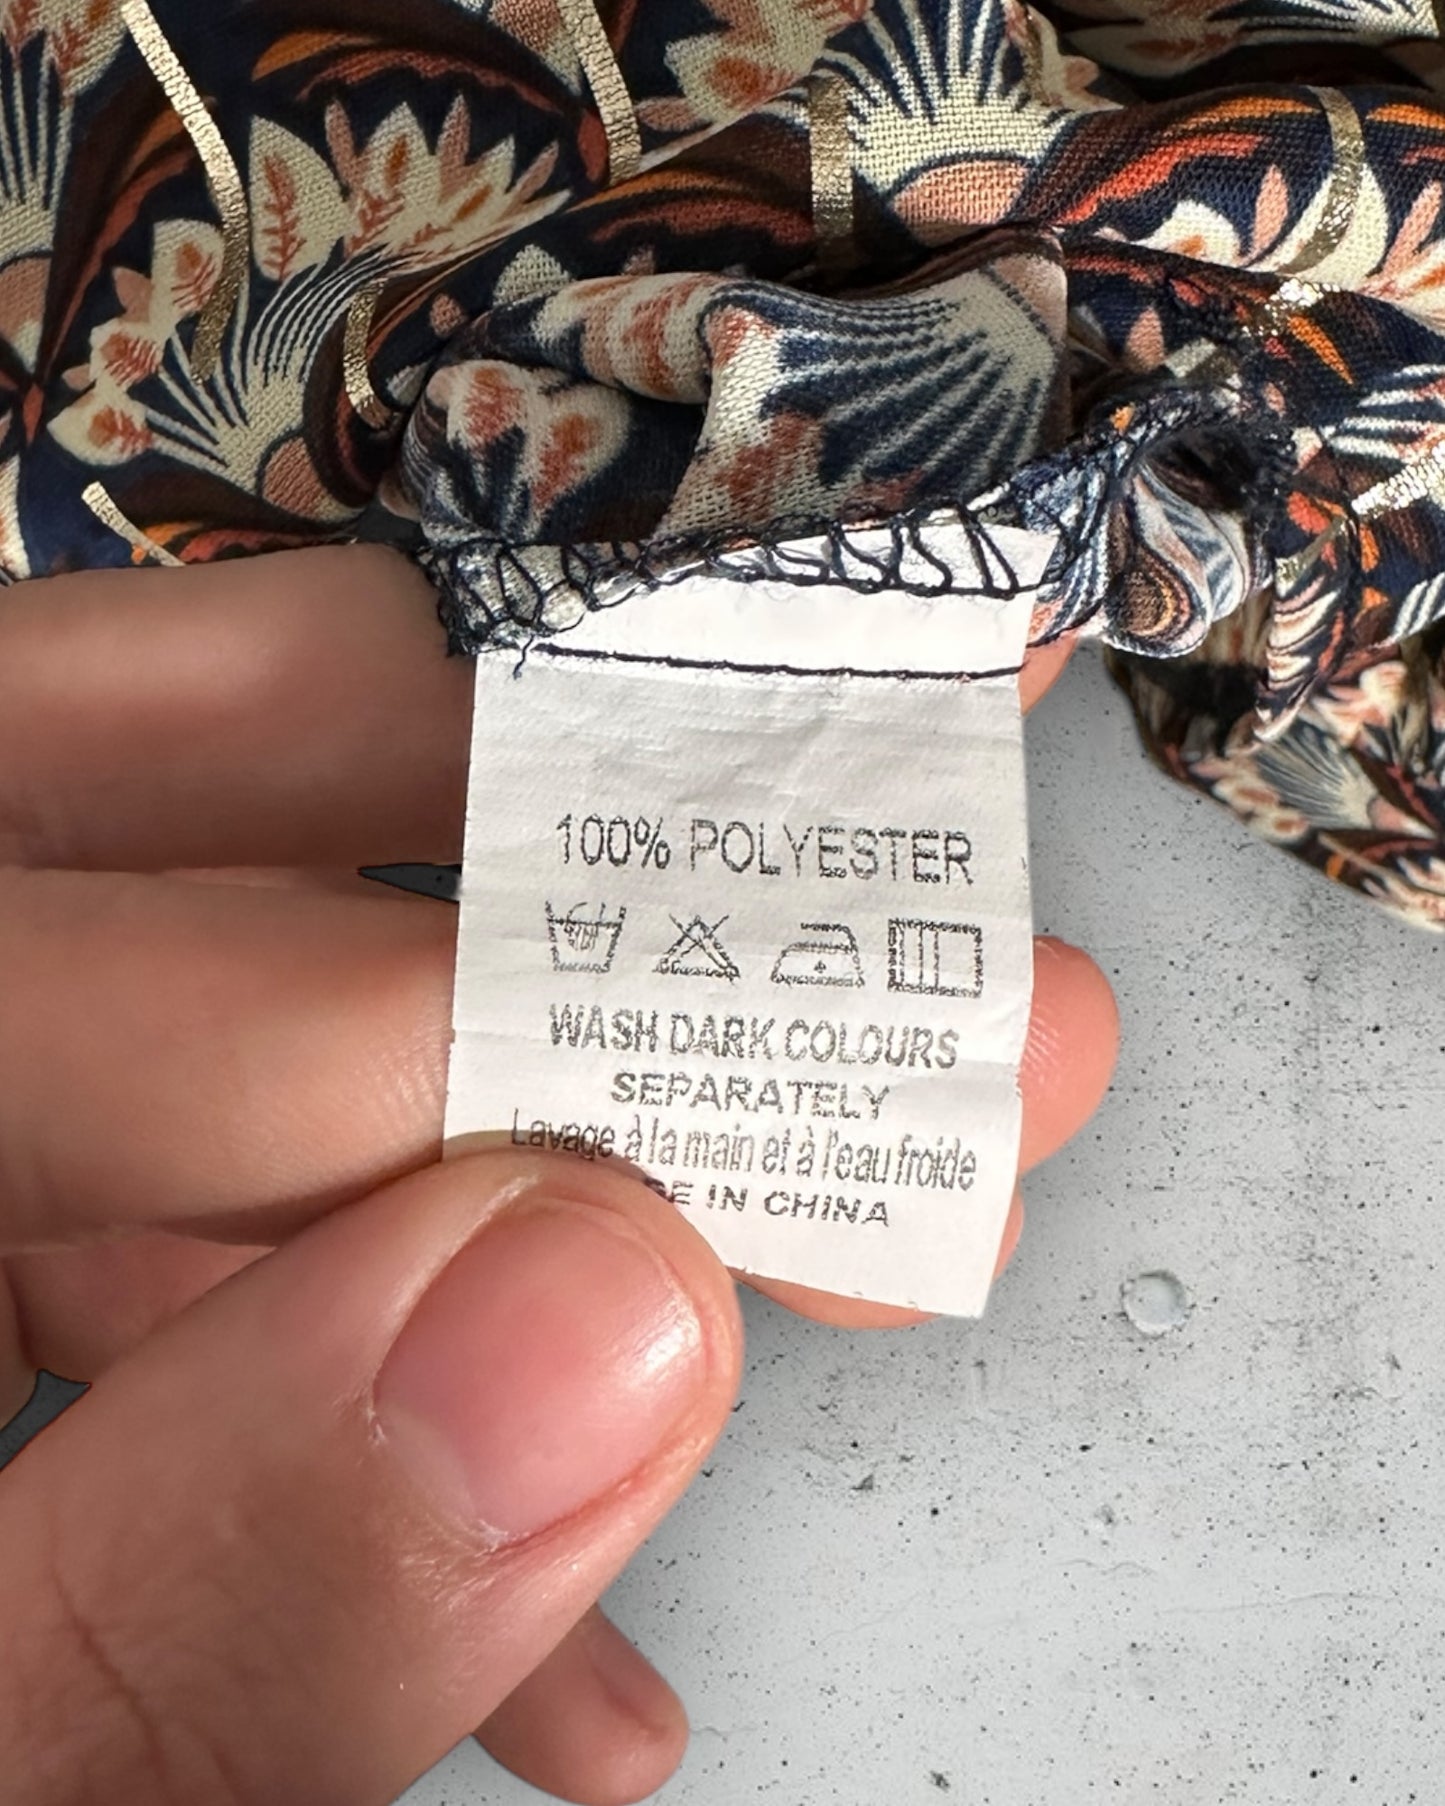 100% POLYESTER
WASH DARK COLOURS
SEPARATELY
Lavage à la main et à l'eau froide
DE IN CHINA